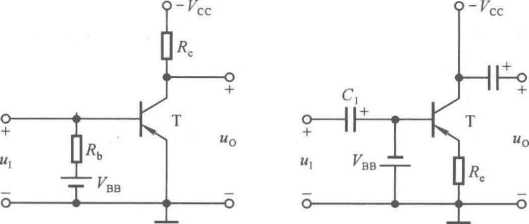 -V_CC
R_c
+
+
T
u_I
R_b
u_O
V_BB
-
-
-V_CC
+
+
C_1
+
+
T
u_I
V_BB
u_O
R_e
-
-